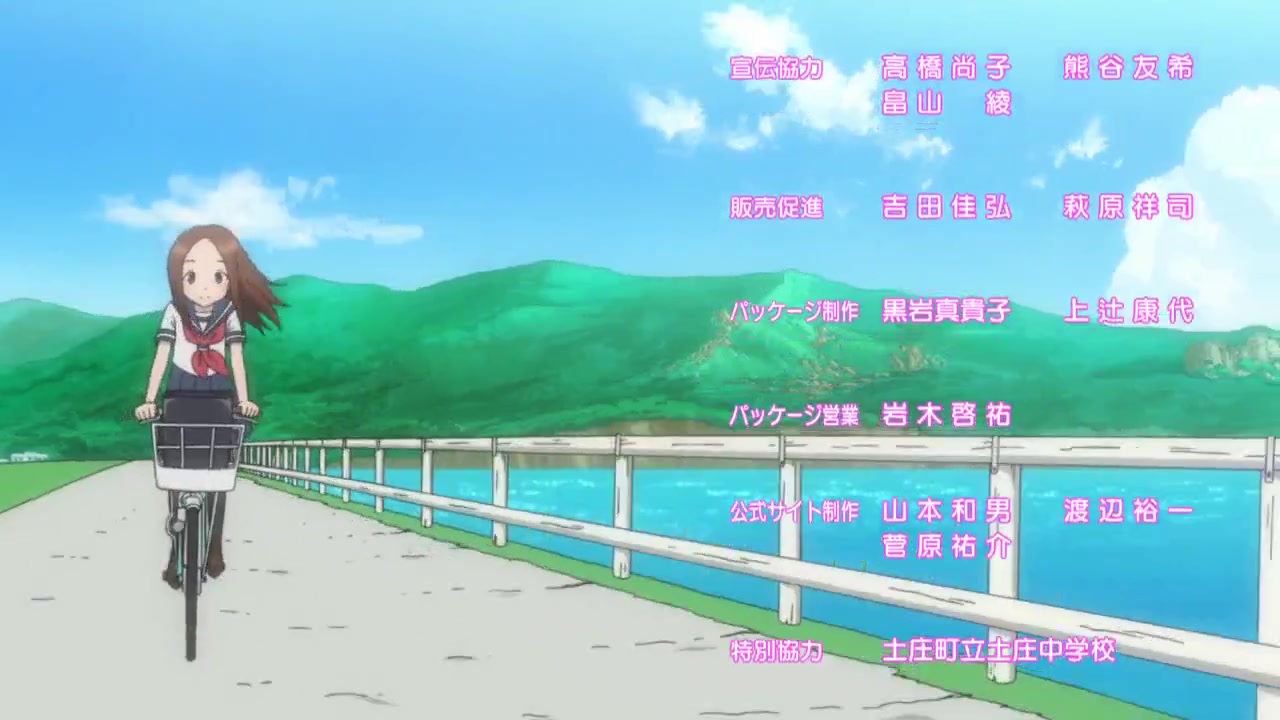 宣伝協力 高橋尚子 熊谷友希
畠山 綾
販売促進 吉田佳弘 萩原祥司
パッケージ制作 黒岩真貴子 上辻康代
パッケージ営業 岩木啓祐
公式サイト制作 山本和男 渡辺裕一
菅原祐介
特別協力 土庄町立土庄中学校